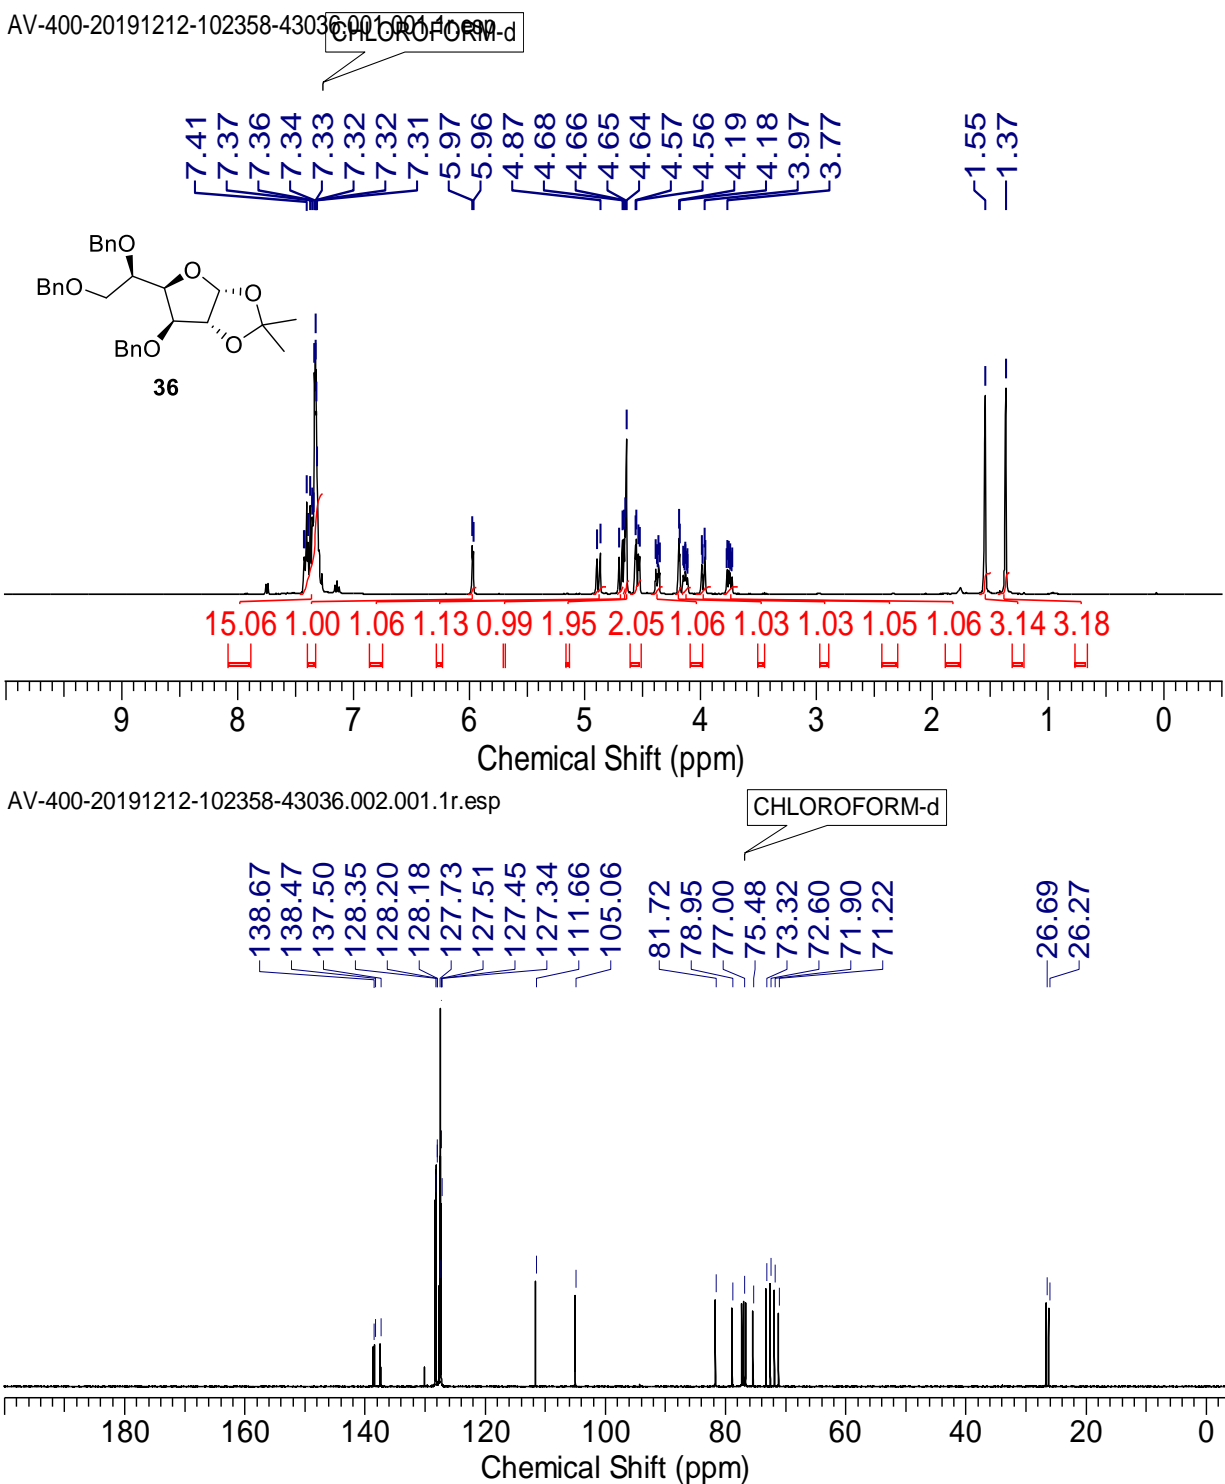 AV-400-20191212-102358-43036.001.001.1r.esp
CHLOROFORM-d
7.41 7.37 7.36 7.34 7.33 7.32 7.32 7.31 5.97 5.96 4.87 4.68 4.66 4.65 4.64 4.57 4.56 4.19 4.18 3.97 3.77 1.55 1.37
BnO
O
BnO
O
O
BnO
36
15.06 1.00 1.06 1.13 0.99 1.95 2.05 1.06 1.03 1.03 1.05 1.06 3.14 3.18
9 8 7 6 5 4 3 2 1 0
Chemical Shift (ppm)
AV-400-20191212-102358-43036.002.001.1r.esp
CHLOROFORM-d
138.67 138.47 137.50 128.35 128.20 128.18 127.73 127.51 127.45 127.34 111.66 105.06 81.72 78.95 77.00 75.48 73.32 72.60 71.90 71.22 26.69 26.27
180 160 140 120 100 80 60 40 20 0
Chemical Shift (ppm)